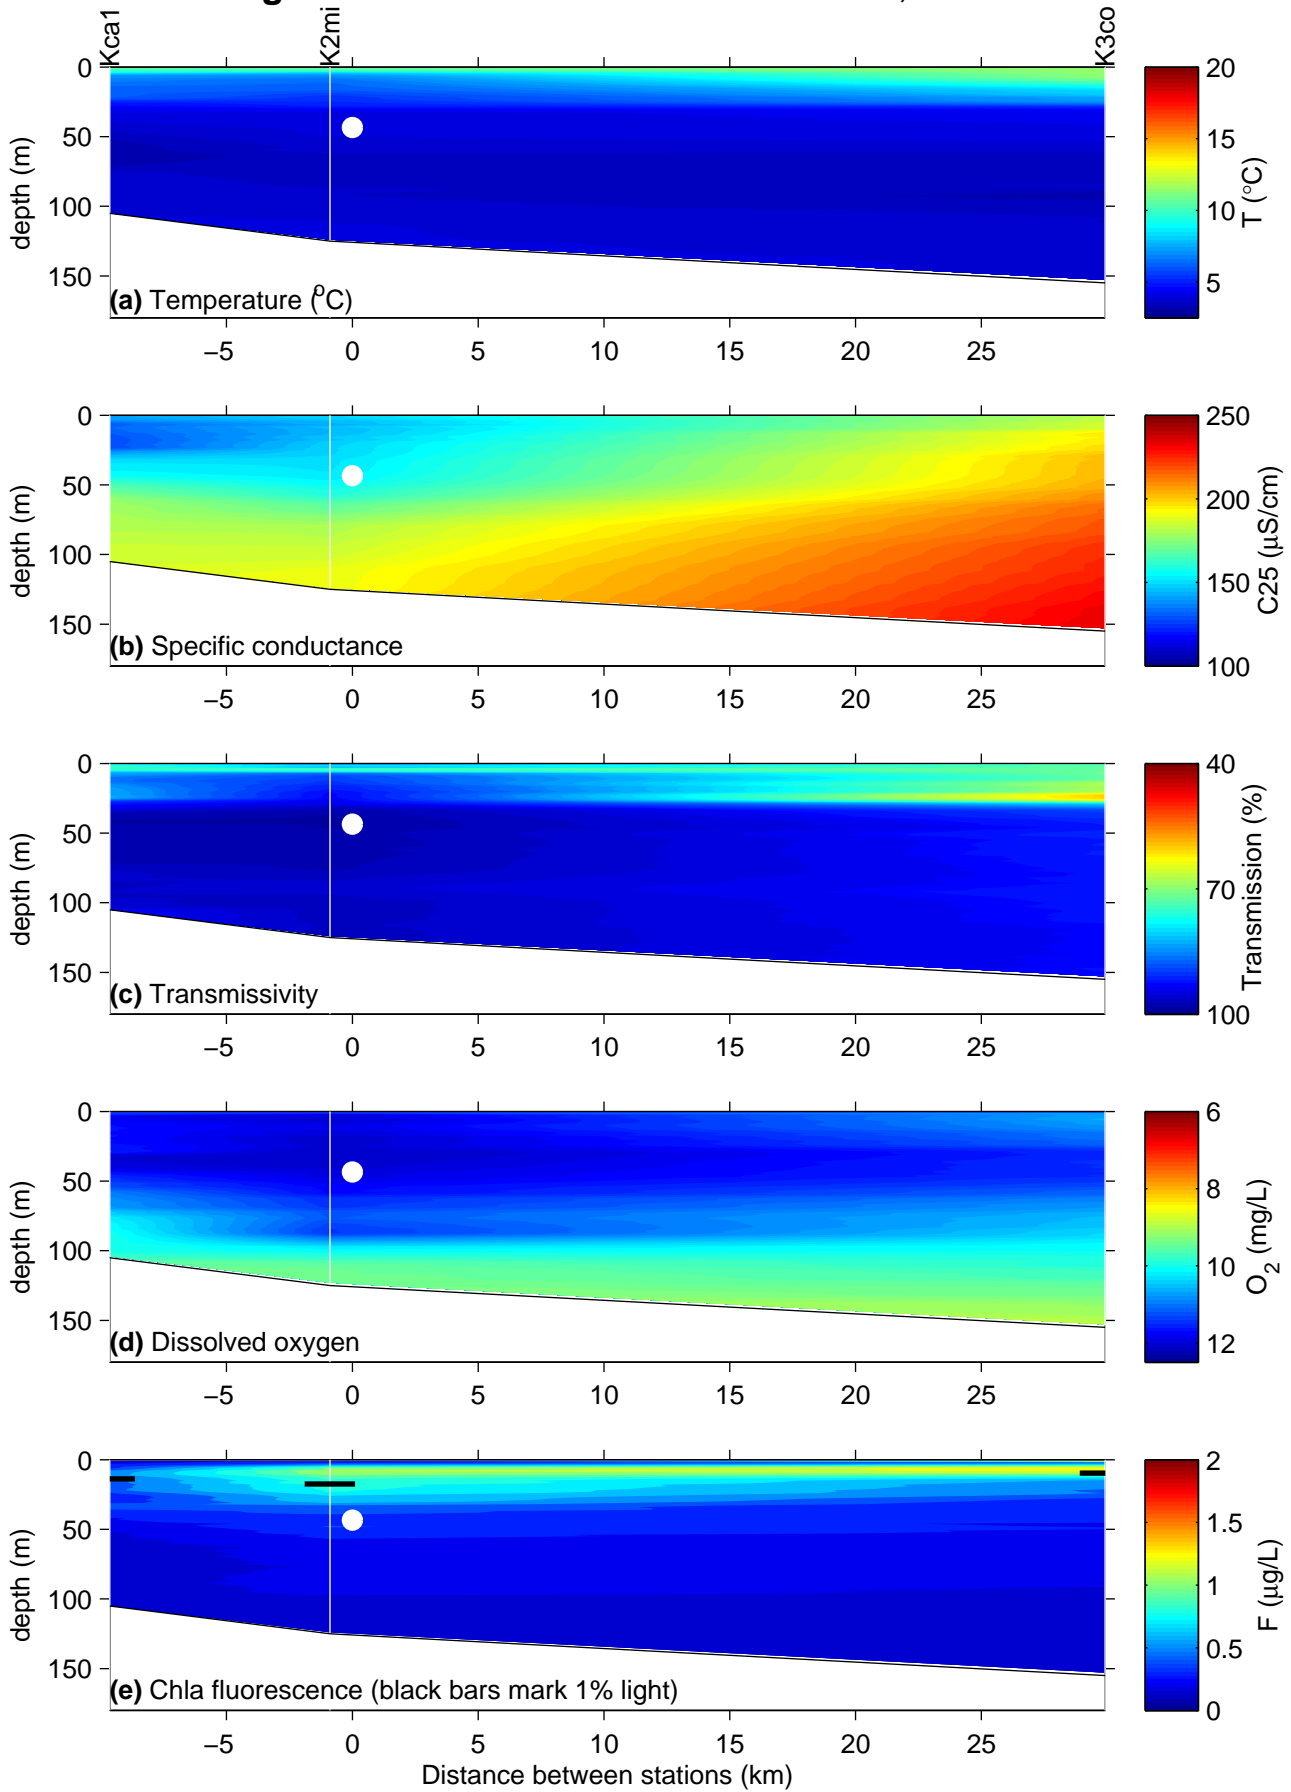 Kca1
K2mi
K3co
0
50
100
150
depth (m)
(a) Temperature (°C)
−5 0 5 10 15 20 25
20
15
10
5
T (°C)
0
50
100
150
depth (m)
(b) Specific conductance
−5 0 5 10 15 20 25
250
200
150
100
C25 (µS/cm)
0
50
100
150
depth (m)
(c) Transmissivity
−5 0 5 10 15 20 25
40
70
100
Transmission (%)
0
50
100
150
depth (m)
(d) Dissolved oxygen
−5 0 5 10 15 20 25
6
8
10
12
O2 (mg/L)
0
50
100
150
depth (m)
(e) Chla fluorescence (black bars mark 1% light)
−5 0 5 10 15 20 25
Distance between stations (km)
2
1.5
1
0.5
0
F (µg/L)